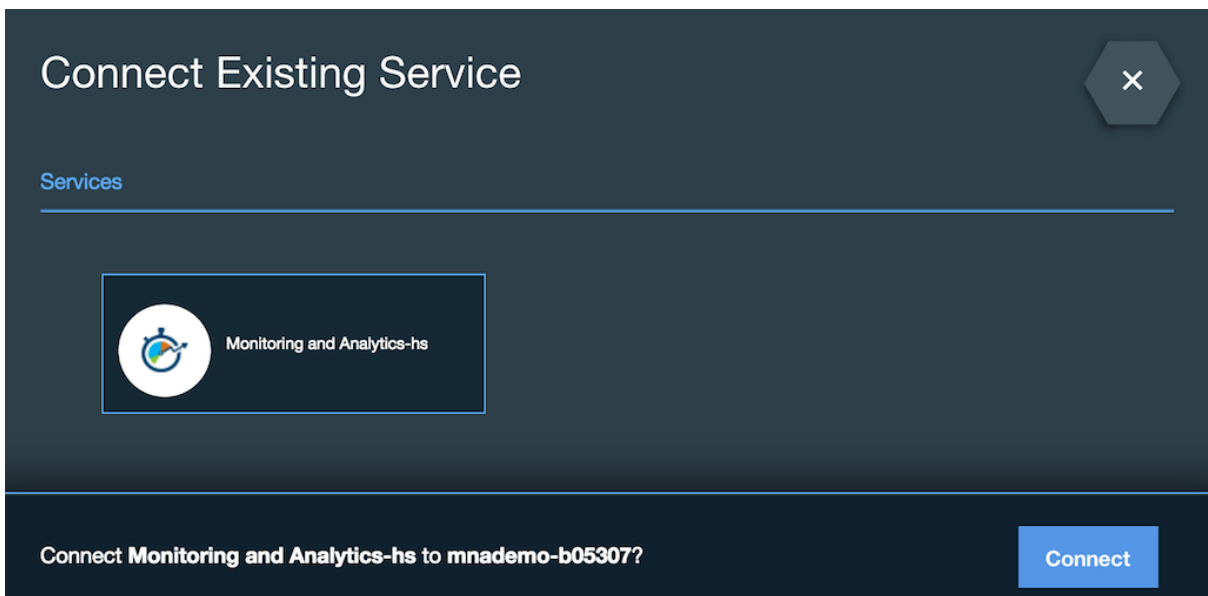 Connect Existing Service
Services
Monitoring and Analytics-hs
Connect Monitoring and Analytics-hs to mnademo-b05307?
Connect